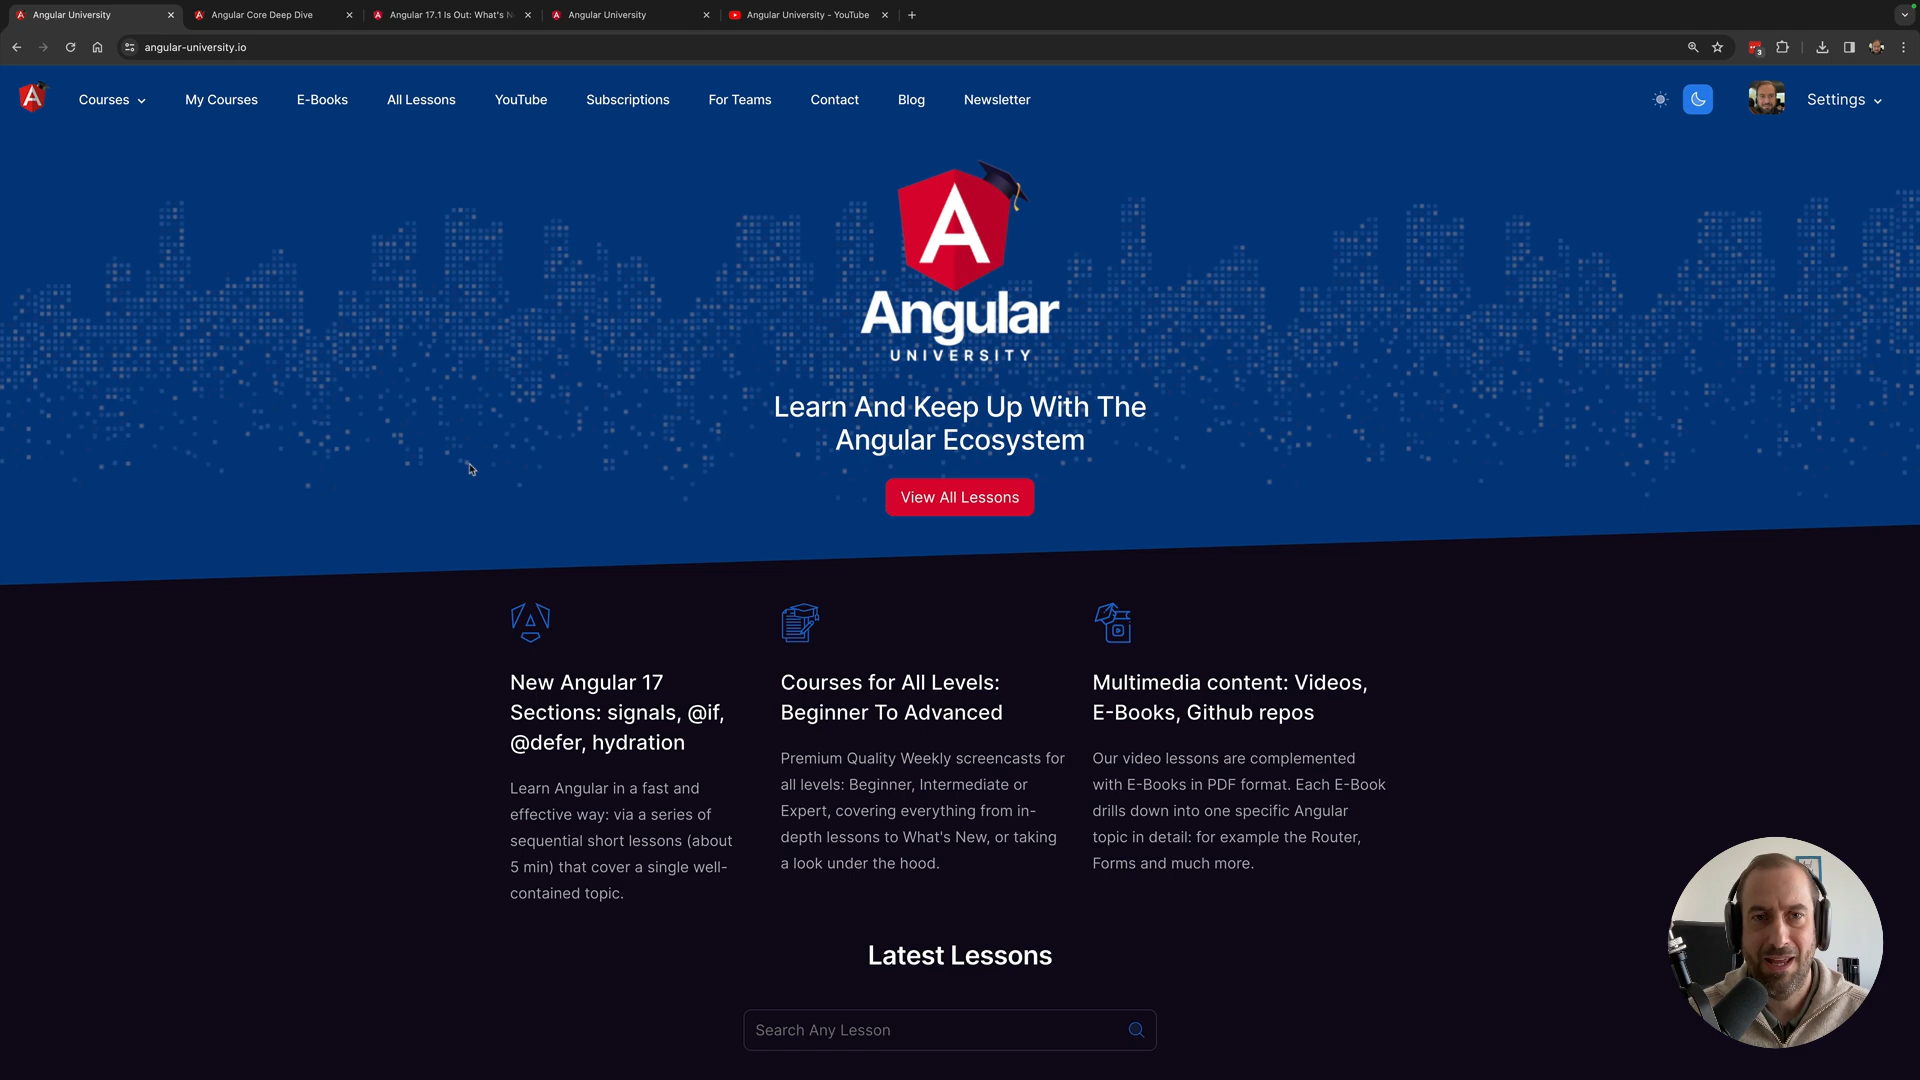 Angular University
Angular Core Deep Dive
Angular 17.1 Is Out: What's N
Angular University
Angular University - YouTube
angular-university.io
3
Courses
My Courses
E-Books
All Lessons
YouTube
Subscriptions
For Teams
Contact
Blog
Newsletter
Settings
A
Angular
UNIVERSITY
Learn And Keep Up With The
Angular Ecosystem
View All Lessons
New Angular 17
Sections: signals, @if,
@defer, hydration
Learn Angular in a fast and
effective way: via a series of
sequential short lessons (about
5 min) that cover a single well-
contained topic.
Courses for All Levels:
Beginner To Advanced
Premium Quality Weekly screencasts for
all levels: Beginner, Intermediate or
Expert, covering everything from in-
depth lessons to What's New, or taking
a look under the hood.
Multimedia content: Videos,
E-Books, Github repos
Our video lessons are complemented
with E-Books in PDF format. Each E-Book
drills down into one specific Angular
topic in detail: for example the Router,
Forms and much more.
Latest Lessons
Search Any Lesson